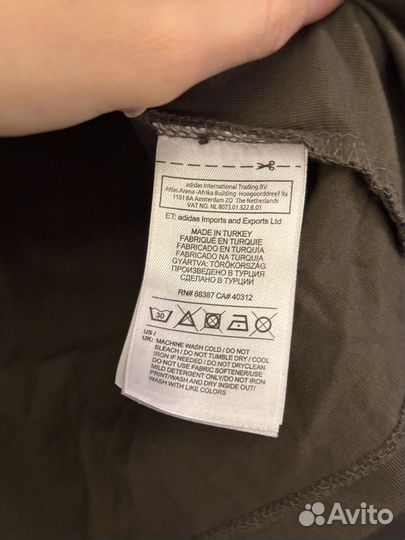 adidas International Trading BV
Atlas Arena -Afrika Building Hoogoorddreef 9a
1101 BA Amsterdam ZO The Netherlands
VAT NO. NL 8073.01.322.B.01
ET: adidas Imports and Exports Ltd
MADE IN TURKEY
FABRIQUÉ EN TURQUIE
FABRICADO EN TURQUÍA
FABRICADO NA TURQUIA
GYÁRTVA: TÖRÖKORSZÁG
ПРОИЗВЕДЕНО В ТУРЦИЯ
СДЕЛАНО В ТУРЦИИ
RN# 88387 CA# 40312
30
US /
UK: MACHINE WASH COLD / DO NOT
BLEACH / DO NOT TUMBLE DRY / COOL
IRON IF NEEDED / DO NOT DRYCLEAN
DO NOT USE FABRIC SOFTENER/USE
MILD DETERGENT ONLY/DO NOT IRON
PRINT/WASH AND DRY INSIDE OUT/
WASH WITH LIKE COLORS
Avito